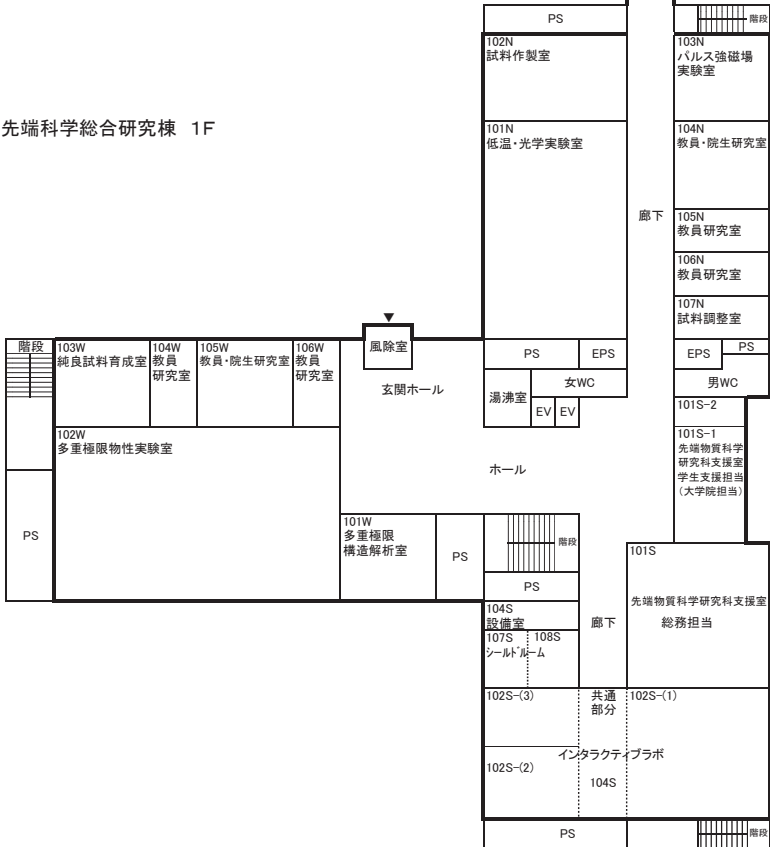 PS
階段
102N
試料作製室
103N
パルス強磁場
実験室
先端科学総合研究棟 1F
101N
低温・光学実験室
104N
教員・院生研究室
廊下
105N
教員研究室
106N
教員研究室
107N
試料調整室
階段
103W
純良試料育成室
104W
教員
研究室
105W
教員・院生研究室
106W
教員
研究室
▼
風除室
玄関ホール
PS
EPS
EPS
PS
湯沸室
女WC
男WC
EV
EV
101S-2
102W
多重極限物性実験室
ホール
101S-1
先端物質科学
研究科支援室
学生支援担当
(大学院担当)
PS
101W
多重極限
構造解析室
PS
階段
PS
101S
先端物質科学研究科支援室
総務担当
104S
設備室
廊下
107S
108S
シールドルーム
102S-(3)
共通
部分
102S-(1)
インタラクティブラボ
102S-(2)
104S
PS
階段